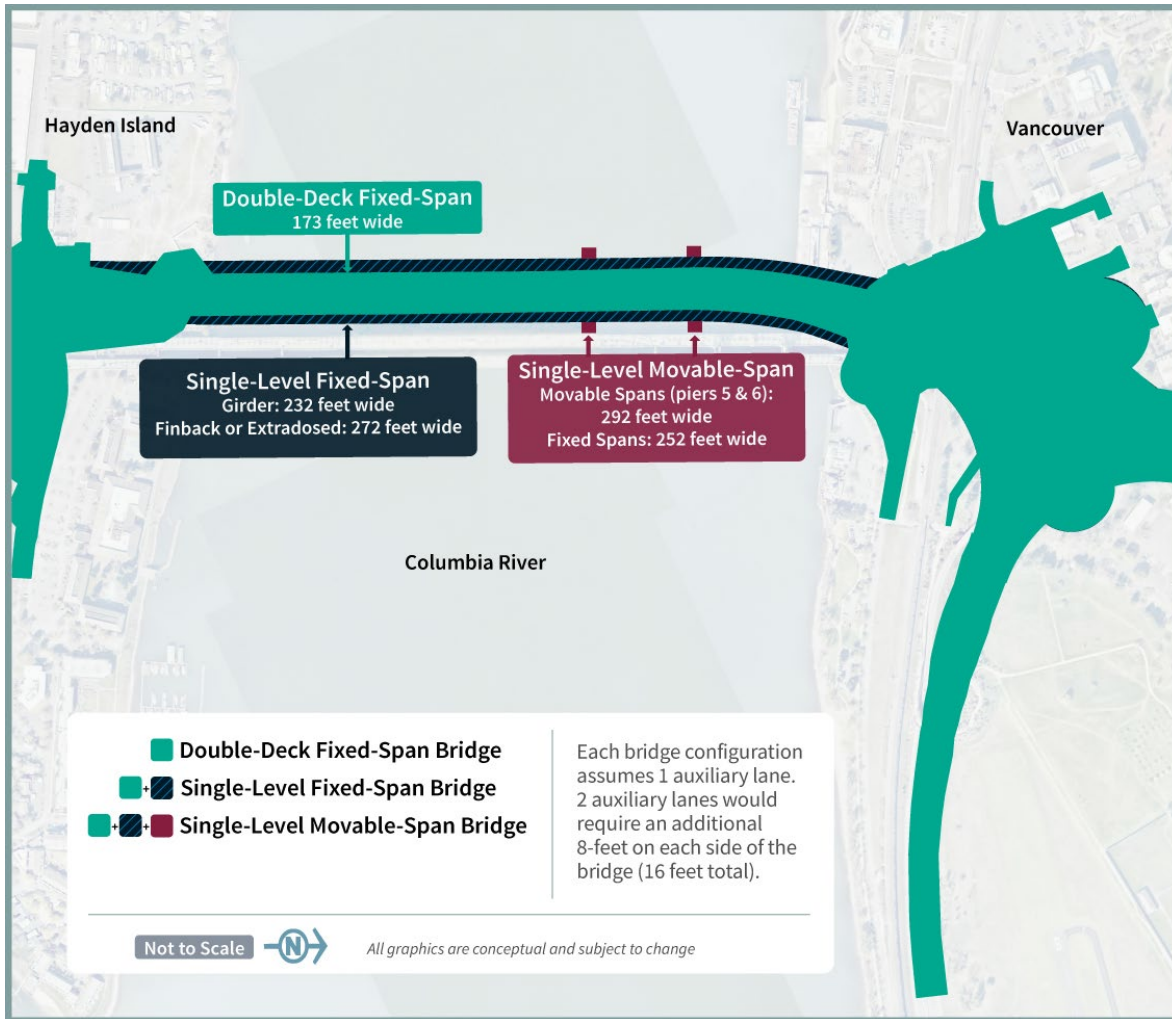 Hayden Island
Vancouver
Double-Deck Fixed-Span
173 feet wide
Single-Level Fixed-Span
Girder: 232 feet wide
Finback or Extradosed: 272 feet wide
Single-Level Movable-Span
Movable Spans (piers 5 & 6):
292 feet wide
Fixed Spans: 252 feet wide
Columbia River
Double-Deck Fixed-Span Bridge
+ Single-Level Fixed-Span Bridge
+ + Single-Level Movable-Span Bridge
Each bridge configuration
assumes 1 auxiliary lane.
2 auxiliary lanes would
require an additional
8-feet on each side of the
bridge (16 feet total).
Not to Scale
N
All graphics are conceptual and subject to change